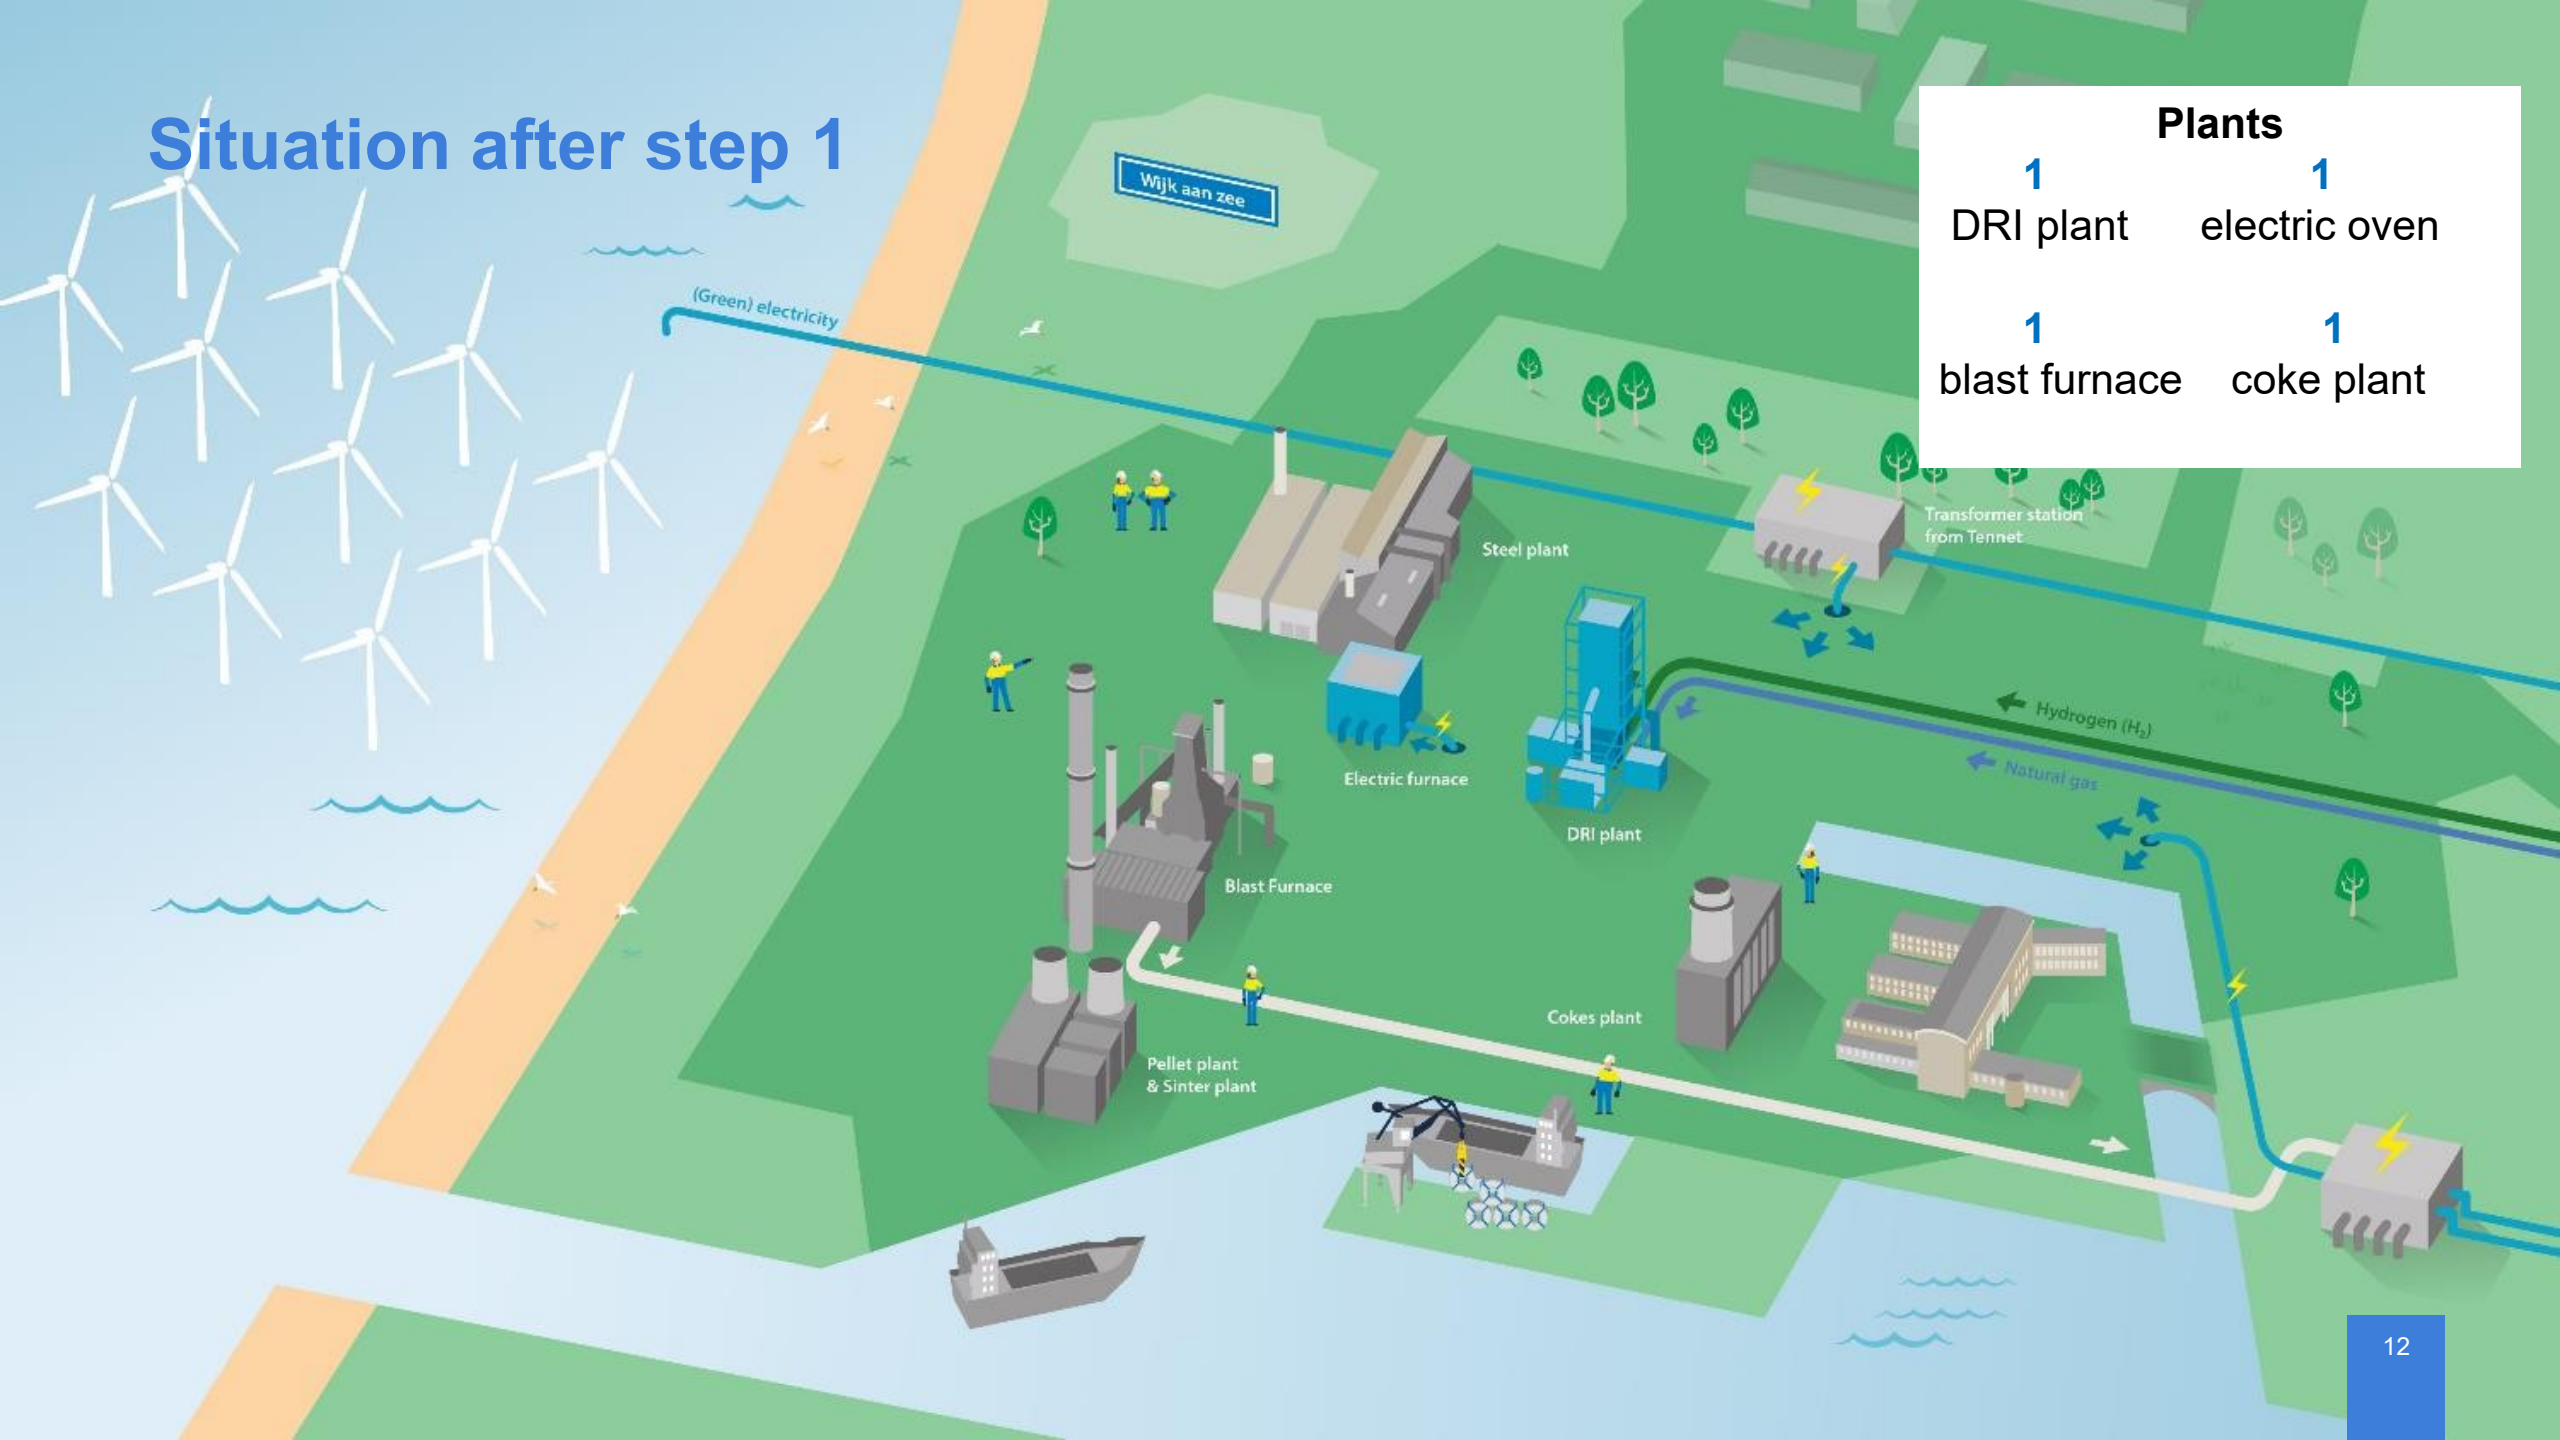 Situation after step 1
Plants
1 1
DRI plant electric oven
1 1
blast furnace coke plant
Wijk aan zee
(Green) electricity
Transformer station
from Tennet
Steel plant
Hydrogen (H₂)
Natural gas
Electric furnace
DRI plant
Blast Furnace
Cokes plant
Pellet plant
& Sinter plant
12